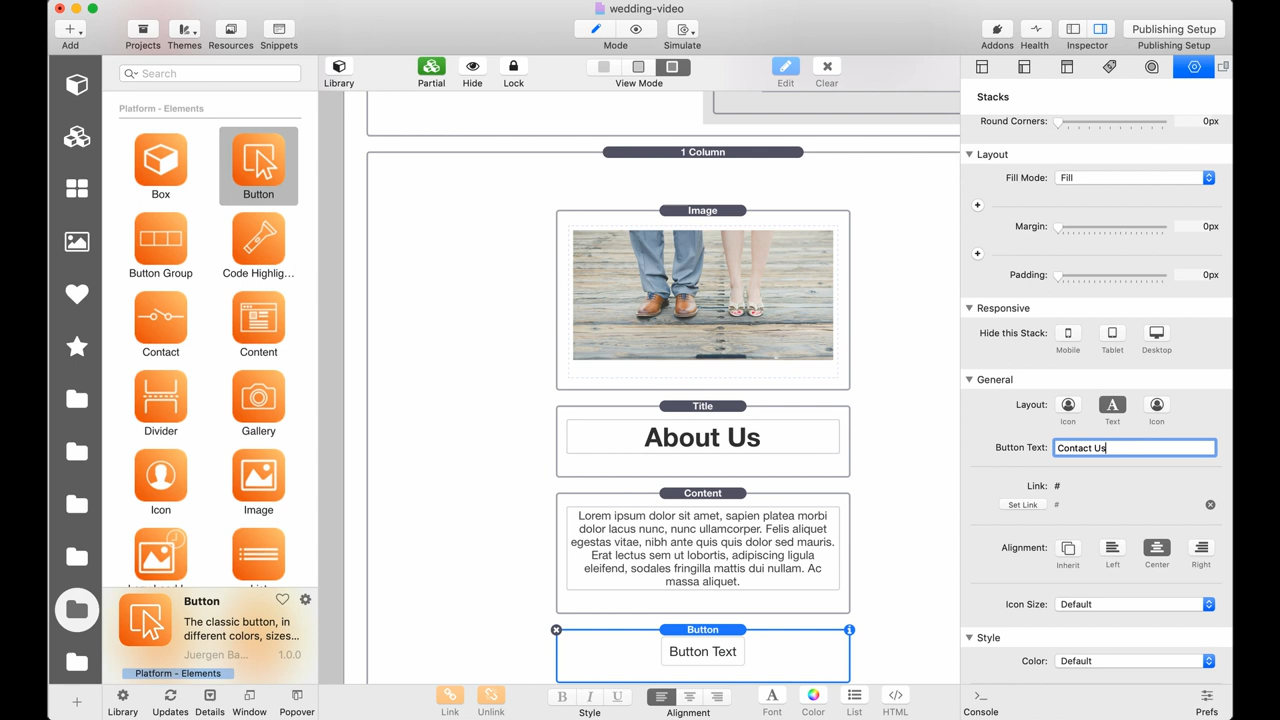 wedding-video
Add
Projects
Themes
Resources
Snippets
Mode
Simulate
Addons
Health
Inspector
Publishing Setup
Publishing Setup
Search
Library
Partial
Hide
Lock
View Mode
Edit
Clear
Platform - Elements
Box
Button
Button Group
Code Highlig...
Contact
Content
Divider
Gallery
Icon
Image
Button
The classic button, in
different colors, sizes...
Juergen Ba...
1.0.0
Platform - Elements
Library
Updates
Details
Window
Popover
1 Column
Image
Title
About Us
Content
Lorem ipsum dolor sit amet, sapien platea morbi
dolor lacus nunc, nunc ullamcorper. Felis aliquet
egestas vitae, nibh ante quis quis dolor sed mauris.
Erat lectus sem ut lobortis, adipiscing ligula
eleifend, sodales fringilla mattis dui nullam. Ac
massa aliquet.
Button
Button Text
Link
Unlink
B I U
Style
Alignment
Font
Color
List
HTML
Stacks
Round Corners: 0px
Layout
Fill Mode: Fill
Margin: 0px
Padding: 0px
Responsive
Hide this Stack:
Mobile
Tablet
Desktop
General
Layout:
Icon
Text
Icon
Button Text: Contact Us
Link: #
Set Link #
Alignment:
Inherit
Left
Center
Right
Icon Size: Default
Style
Color: Default
Console
Prefs